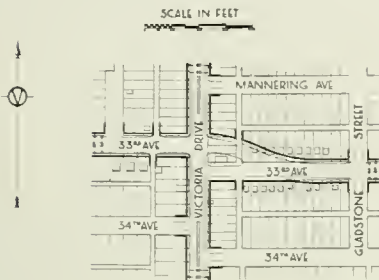 SCALE IN FEET
MANNERING AVE
VICTORIA DRIVE
GLADSTONE STREET
33RD AVE
33RD AVE
34TH AVE
34TH AVE